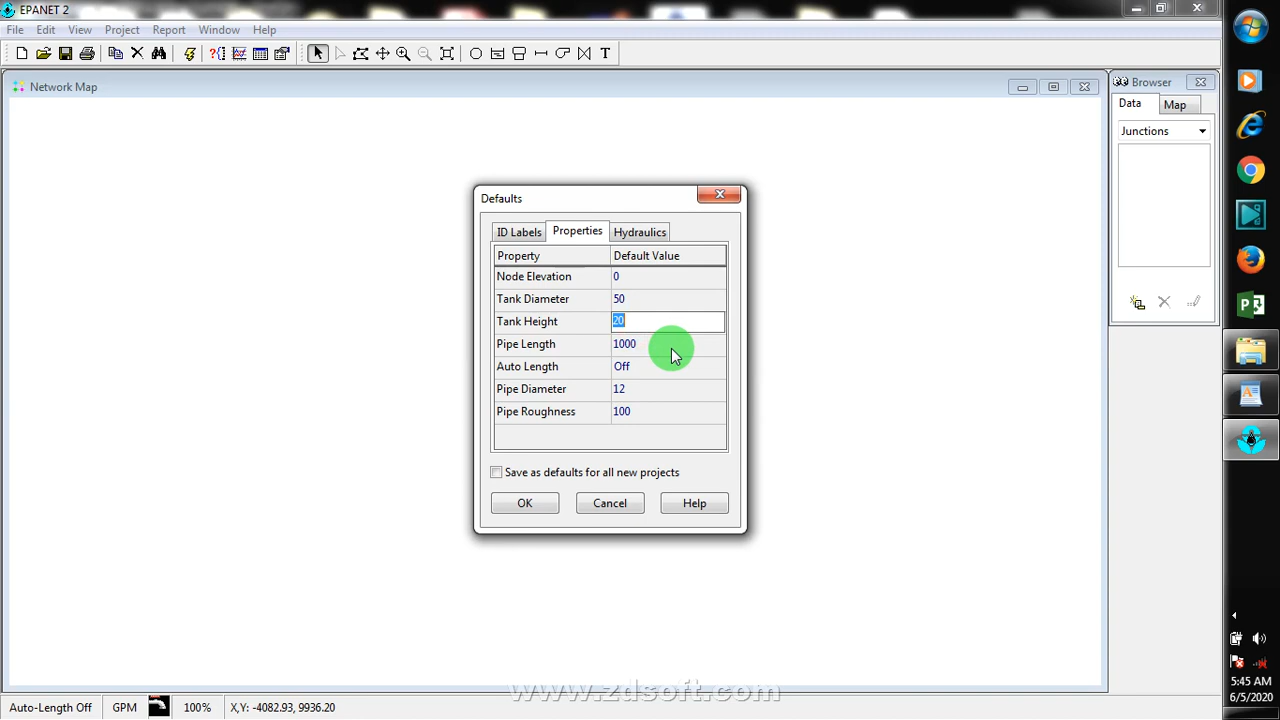 EPANET 2
File Edit View Project Report Window Help
Network Map
Browser
Data Map
Junctions
Defaults
ID Labels Properties Hydraulics
Property Default Value
Node Elevation 0
Tank Diameter 50
Tank Height 20
Pipe Length 1000
Auto Length Off
Pipe Diameter 12
Pipe Roughness 100
Save as defaults for all new projects
OK Cancel Help
www.zdsoft.com
Auto-Length Off GPM 100% X,Y: -4082.93, 9936.20
5:45 AM
6/5/2020